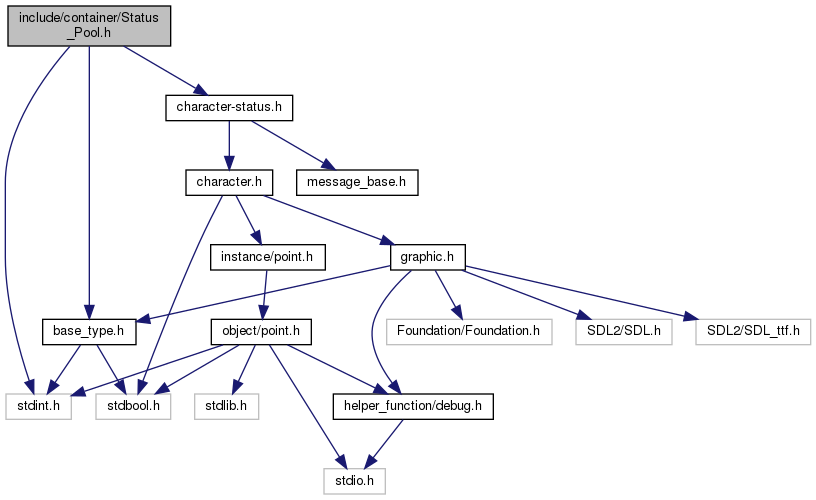 include/container/Status
_Pool.h
character-status.h
character.h
message_base.h
instance/point.h
graphic.h
base_type.h
object/point.h
Foundation/Foundation.h
SDL2/SDL.h
SDL2/SDL_ttf.h
stdint.h
stdbool.h
stdlib.h
helper_function/debug.h
stdio.h